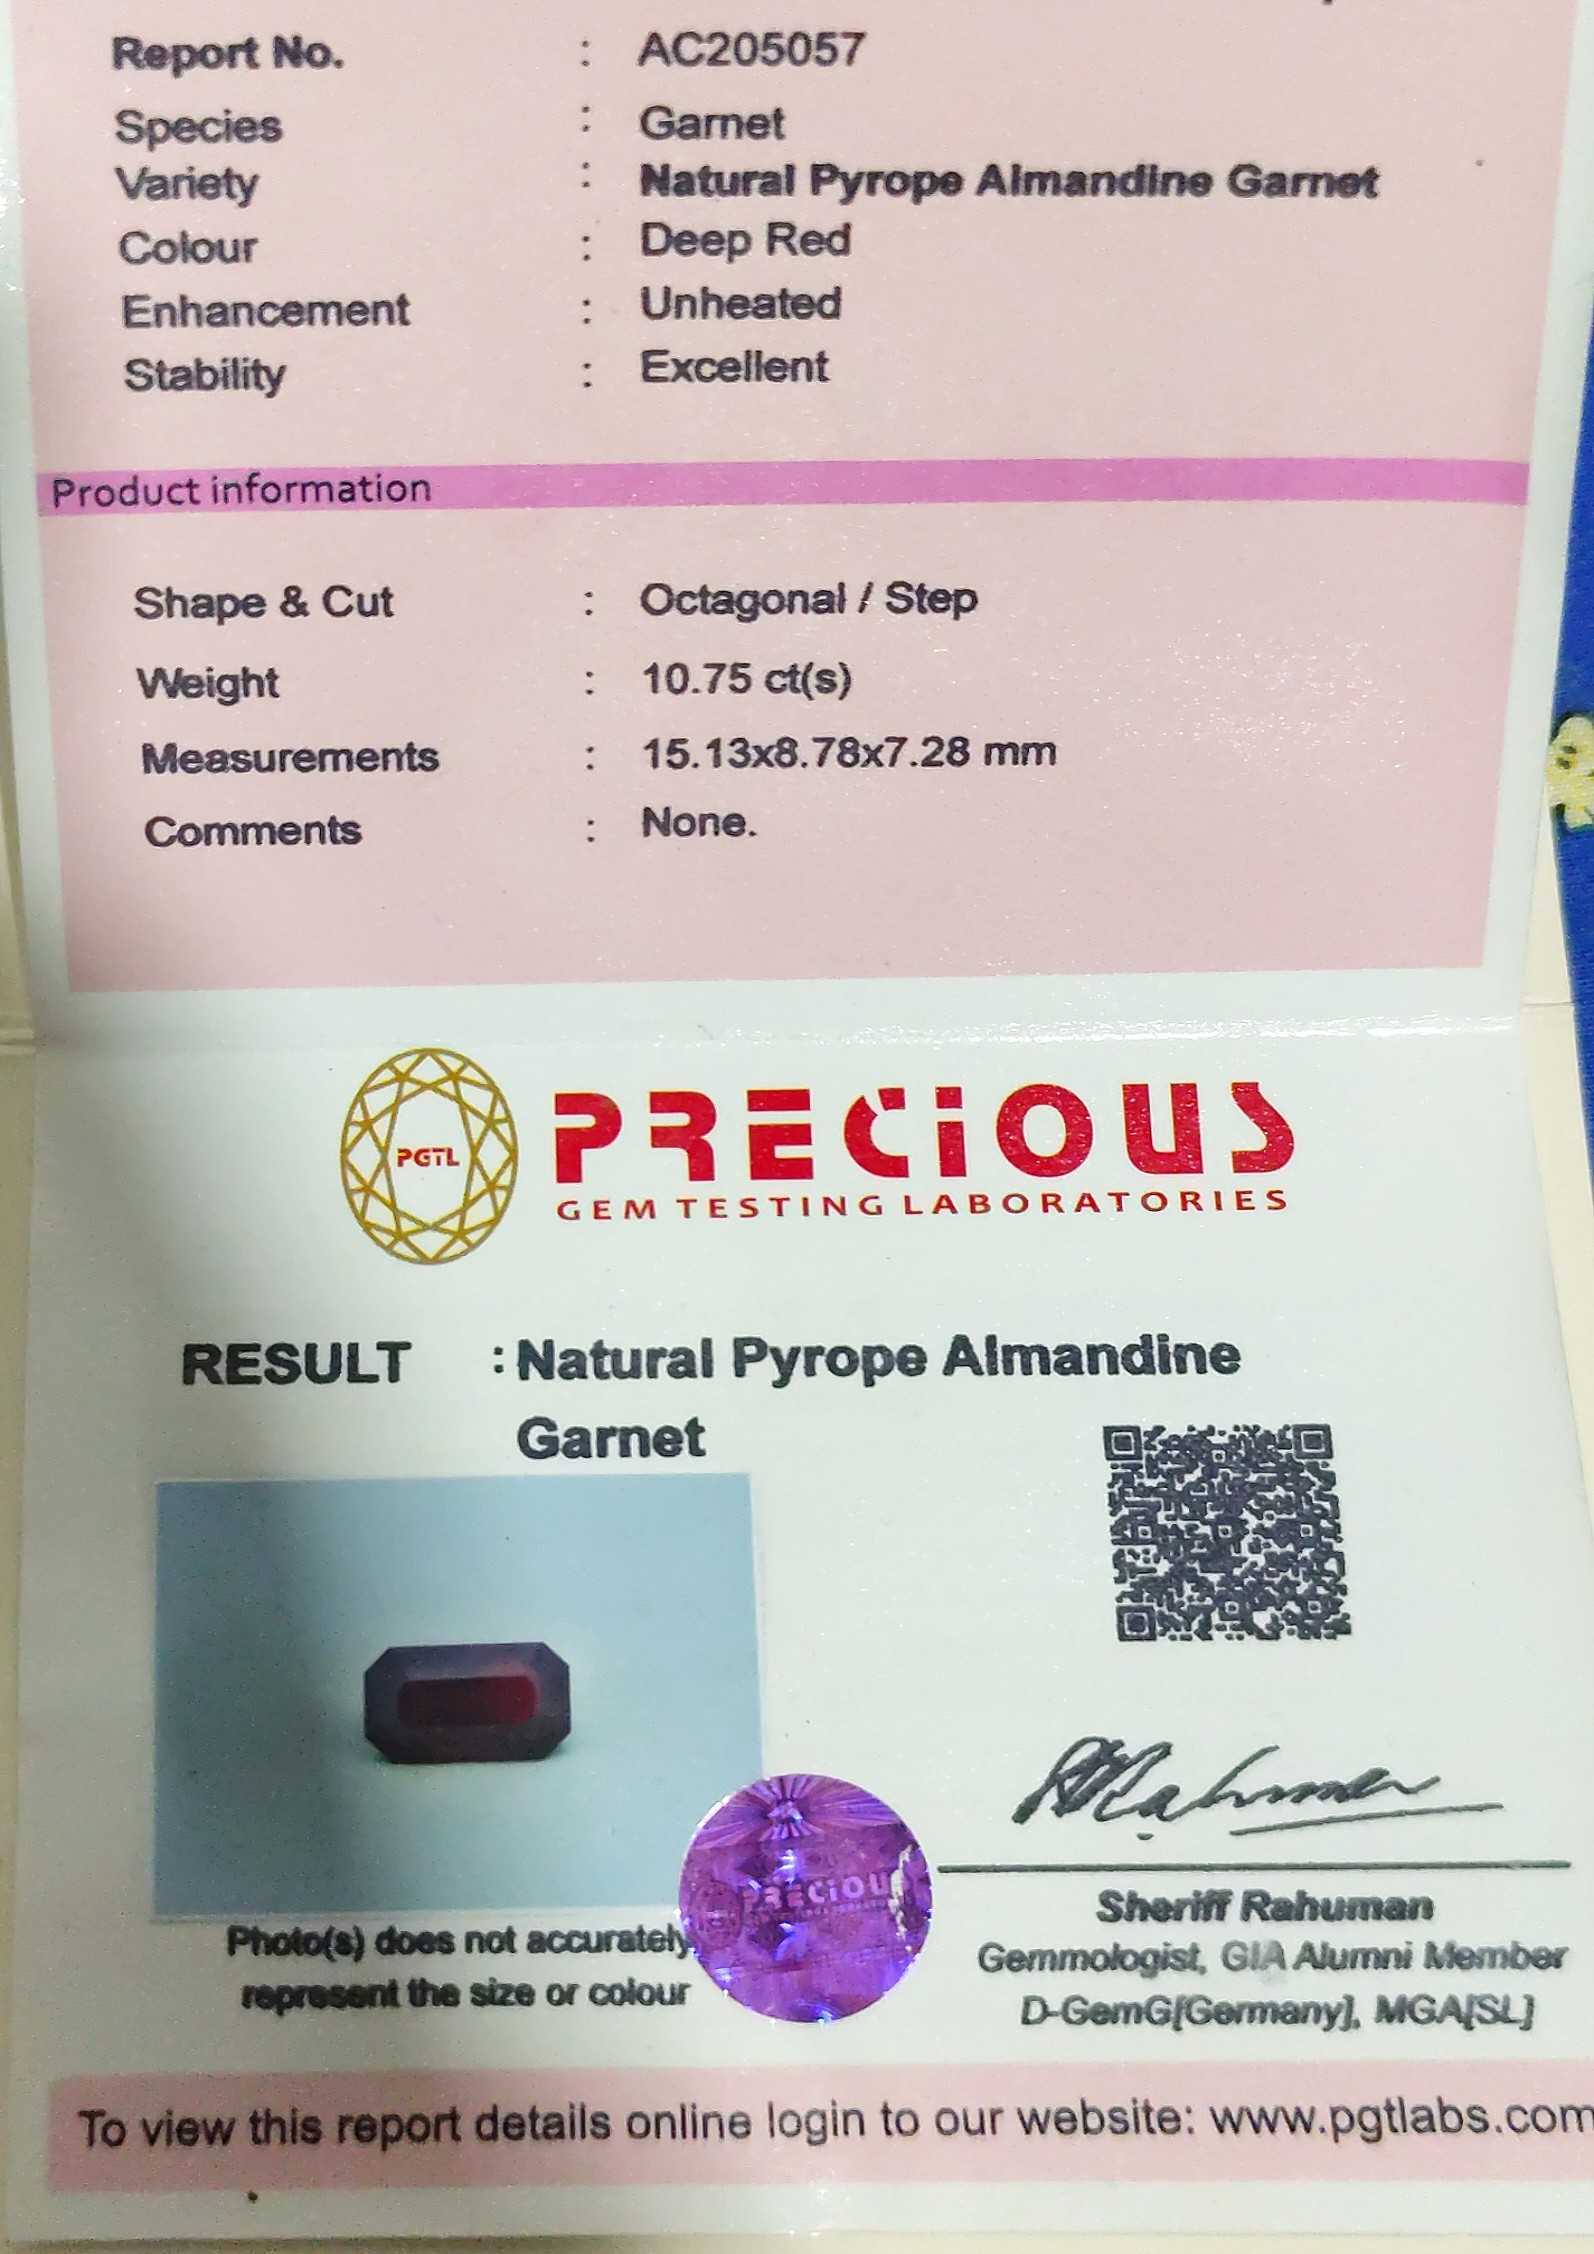 Report No. : AC205057
Species : Garnet
Variety : Natural Pyrope Almandine Garnet
Colour : Deep Red
Enhancement : Unheated
Stability : Excellent
Product information
Shape & Cut : Octagonal / Step
Weight : 10.75 ct(s)
Measurements : 15.13x8.78x7.28 mm
Comments : None.
PGTL
PRECIOUS
GEM TESTING LABORATORIES
RESULT : Natural Pyrope Almandine
Garnet
Rahuman
PRECIOU
Sheriff Rahuman
Photo(s) does not accurately
represent the size or colour
Gemmologist, GIA Alumni Member
D-GemG[Germany], MGA[SL]
To view this report details online login to our website: www.pgtlabs.com